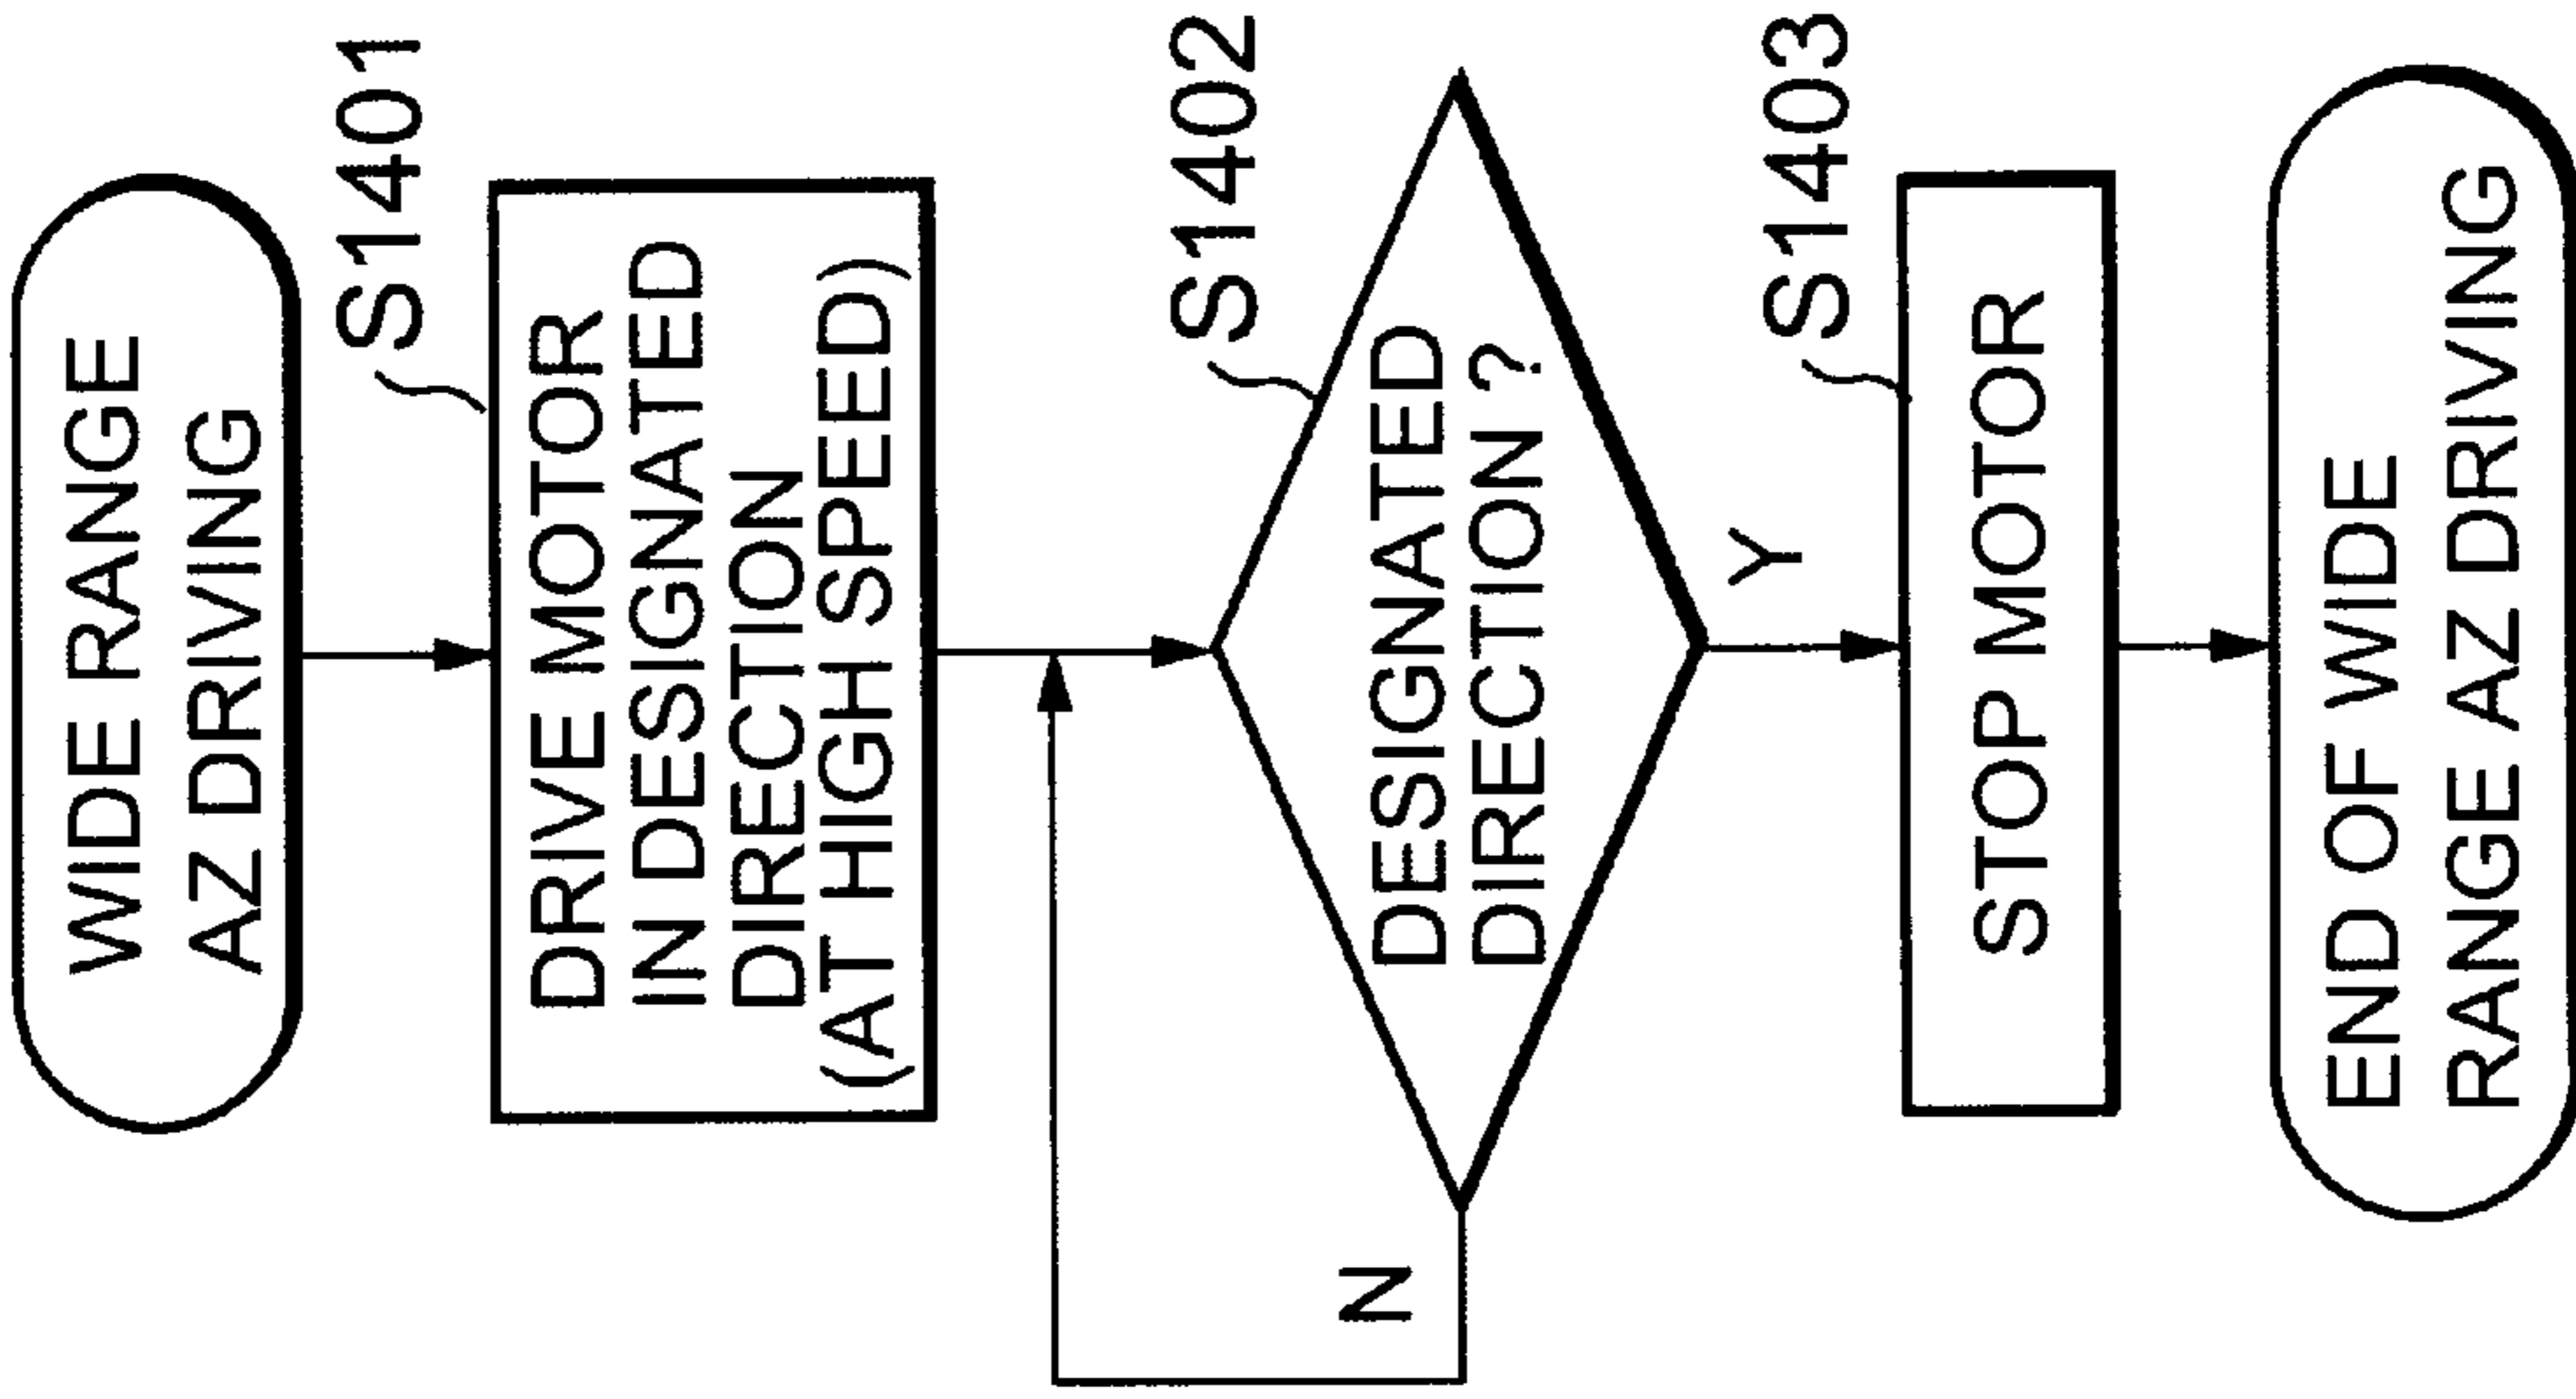 WIDE RANGE
AZ DRIVING
S1401
DRIVE MOTOR
IN DESIGNATED
DIRECTION
(AT HIGH SPEED)
S1402
DESIGNATED
DIRECTION ?
N
Y
S1403
STOP MOTOR
END OF WIDE
RANGE AZ DRIVING